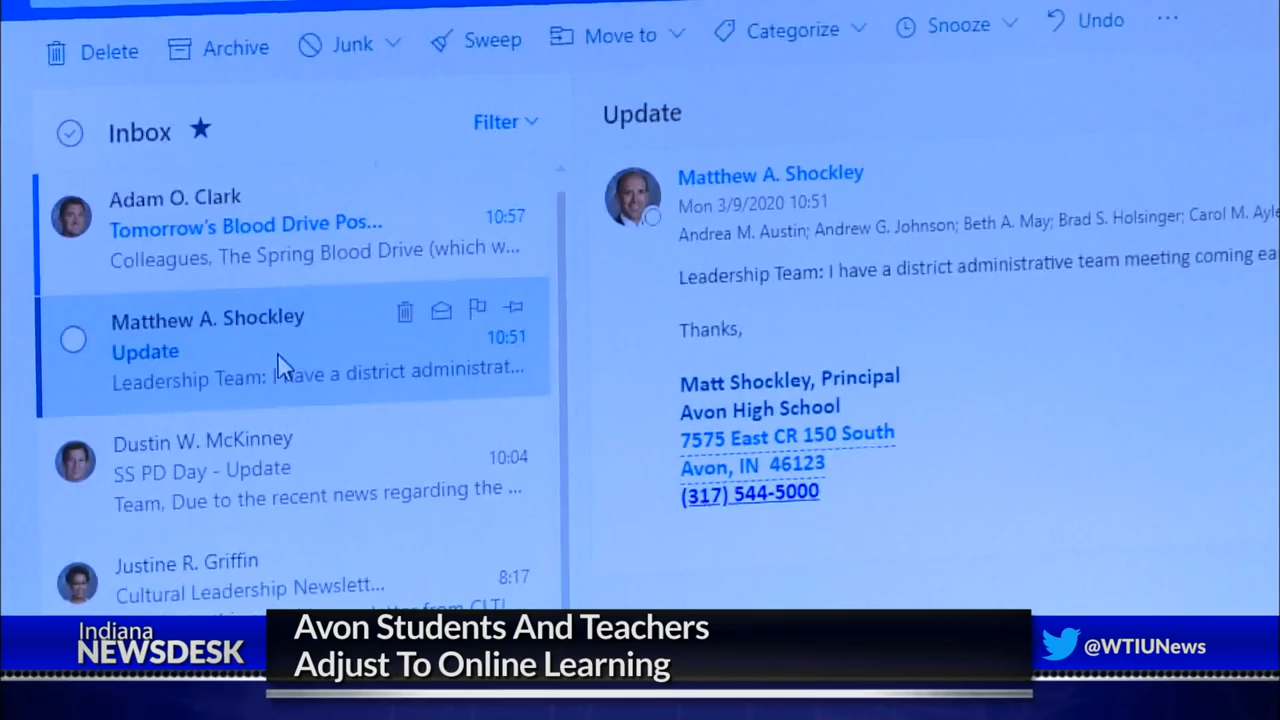 Delete Archive Junk Sweep Move to Categorize Snooze Undo ...
Inbox
Filter
Adam O. Clark
Tomorrow's Blood Drive Pos... 10:57
Colleagues, The Spring Blood Drive (which w...
Matthew A. Shockley
Update 10:51
Leadership Team: I have a district administrat...
Dustin W. McKinney
SS PD Day - Update 10:04
Team, Due to the recent news regarding the ...
Justine R. Griffin
Cultural Leadership Newslett... 8:17
Update
Matthew A. Shockley
Mon 3/9/2020 10:51
Andrea M. Austin; Andrew G. Johnson; Beth A. May; Brad S. Holsinger; Carol M.
Leadership Team: I have a district administrative team meeting coming
Thanks,
Matt Shockley, Principal
Avon High School
7575 East CR 150 South
Avon, IN 46123
(317) 544-5000
Indiana
NEWSDESK
Avon Students And Teachers
Adjust To Online Learning
@WTIUNews